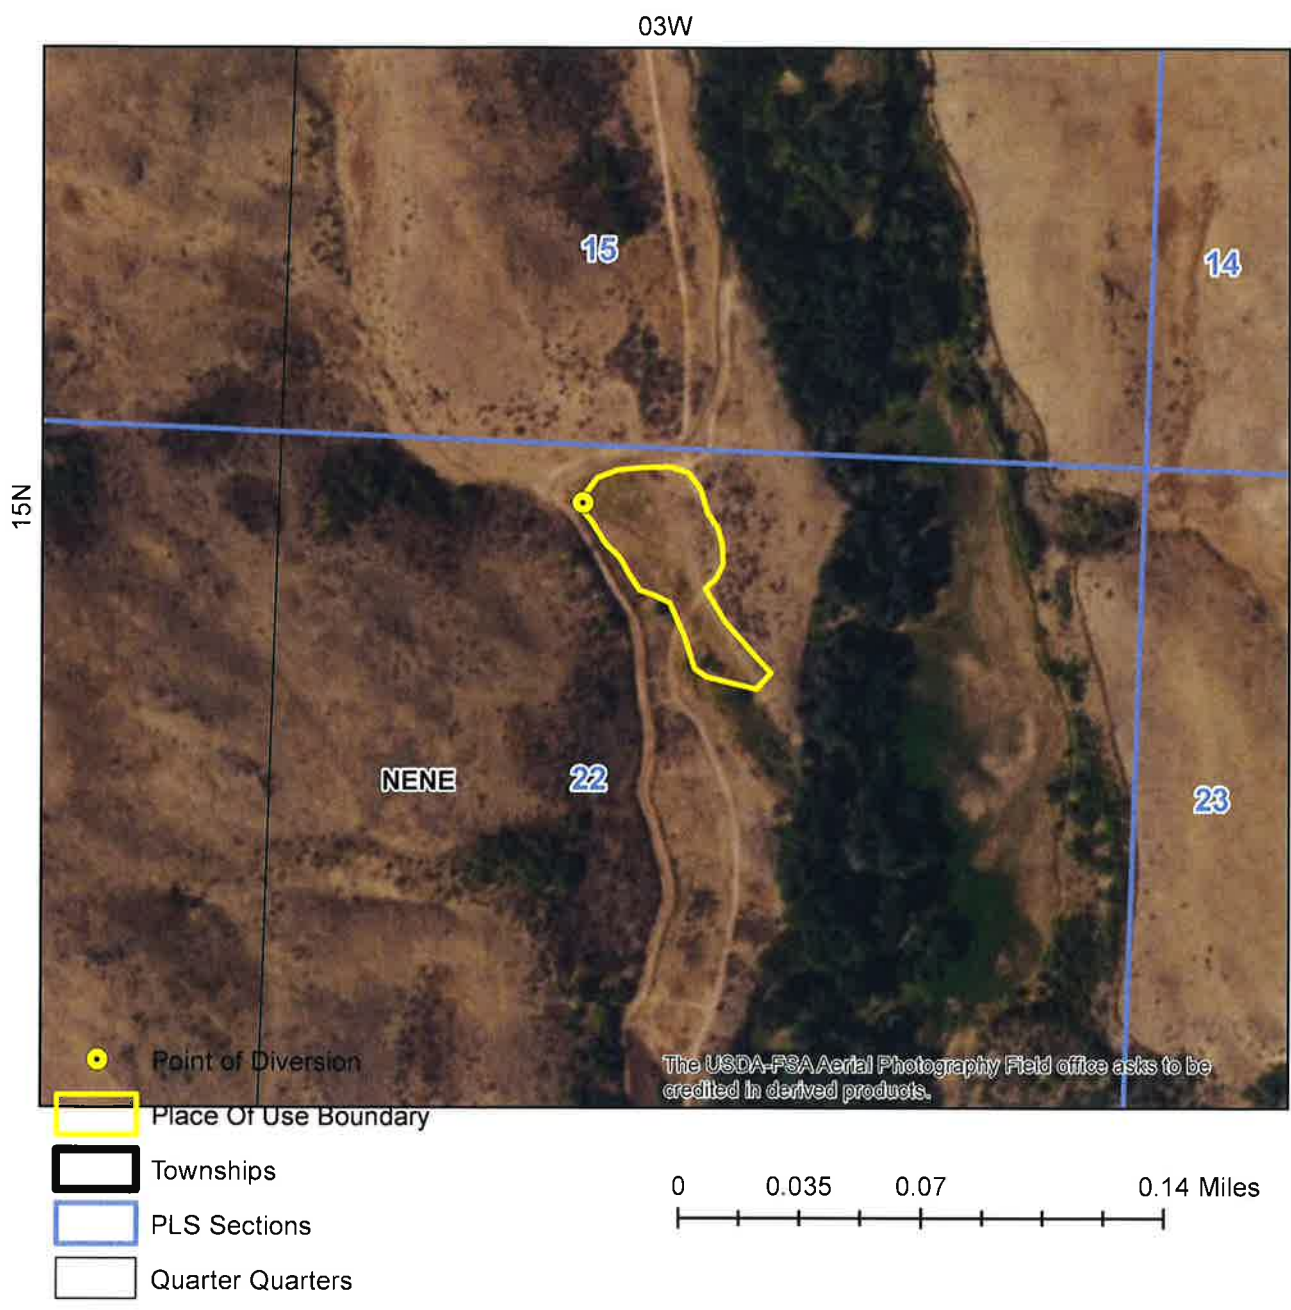 03W
15
14
15N
NENE
22
23
Point of Diversion
The USDA-FSA Aerial Photography Field office asks to be
credited in derived products.
Place Of Use Boundary
Townships
PLS Sections
Quarter Quarters
0 0.035 0.07 0.14 Miles